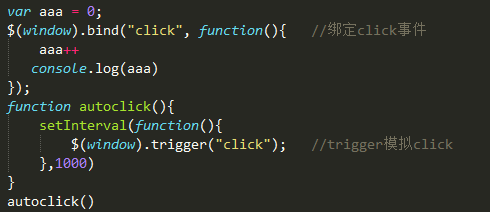 var aaa = 0;
$(window).bind("click", function(){   //绑定click事件
    aaa++
   console.log(aaa)
});
function autoclick(){
    setInterval(function(){
        $(window).trigger("click");   //trigger模拟click
    },1000)
}
autoclick()